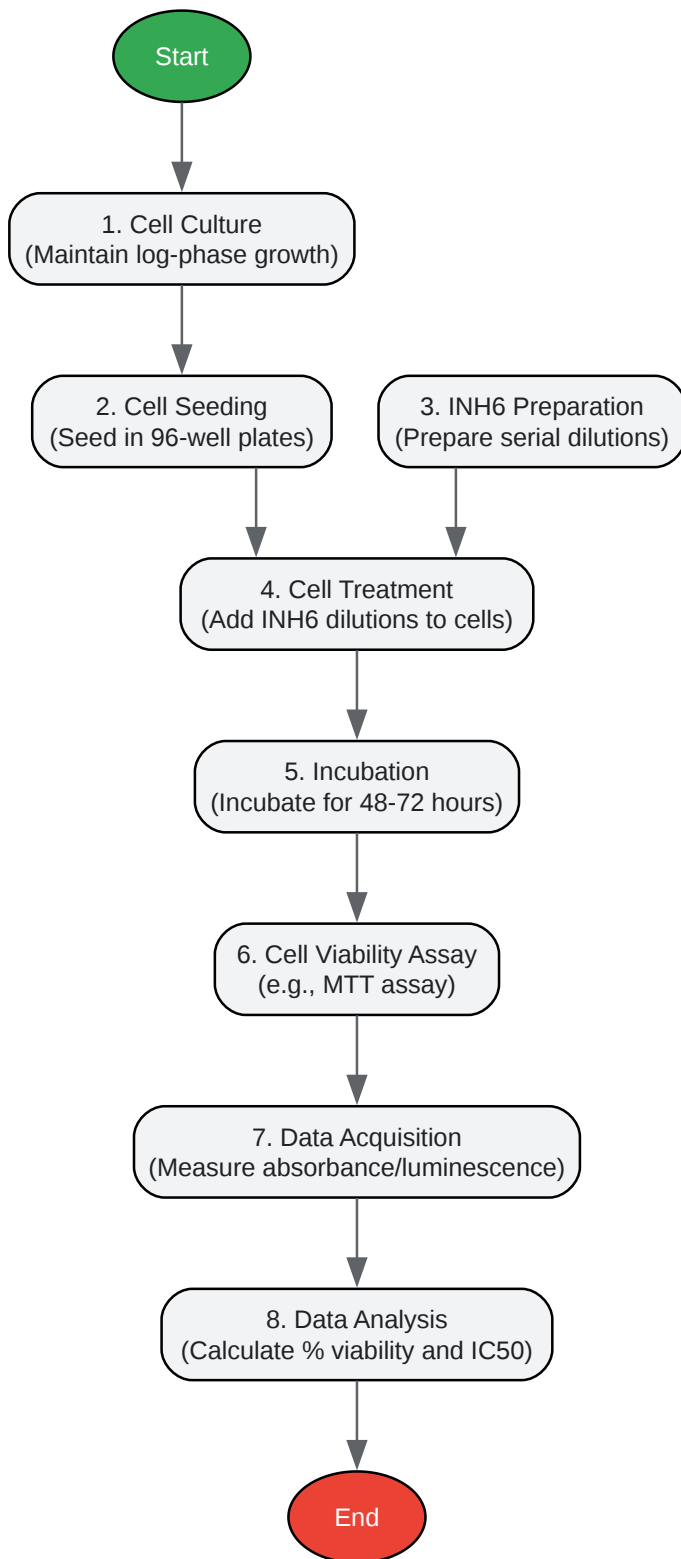 Start
1. Cell Culture
(Maintain log-phase growth)
2. Cell Seeding
(Seed in 96-well plates)
3. INH6 Preparation
(Prepare serial dilutions)
4. Cell Treatment
(Add INH6 dilutions to cells)
5. Incubation
(Incubate for 48-72 hours)
6. Cell Viability Assay
(e.g., MTT assay)
7. Data Acquisition
(Measure absorbance/luminescence)
8. Data Analysis
(Calculate % viability and IC50)
End